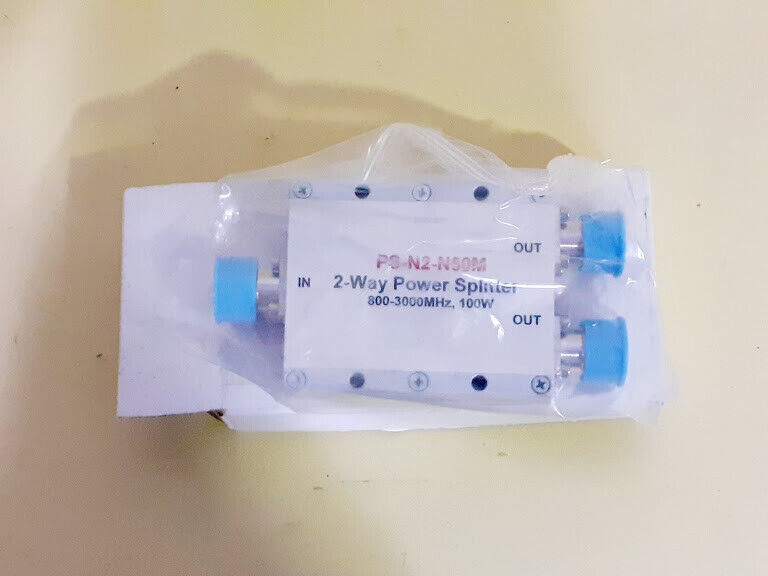 OUT
PS-N2-N50M
IN
2-Way Power Splitter
800-3000MHz, 100W
OUT